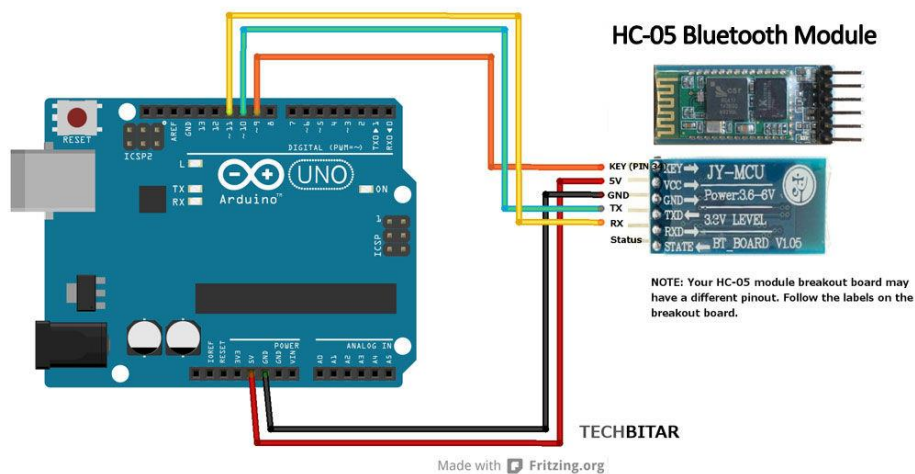 HC-05 Bluetooth Module
RESET
ICSP2
AREF
GND
13
12
~11
~10
~9
8
7
~6
~5
4
~3
2
TXD▶1
RXD◀0
DIGITAL (PWM=~)
L
TX
RX
Arduino™
UNO
ON
1
ICSP
POWER
ANALOG IN
IOREF
RESET
3V3
5V
GND
GND
VIN
A0
A1
A2
A3
A4
A5
KEY (PIN 34)
5V
GND
TX
RX
Status
KEY→ JY-MCU
VCC→
GND→ Power:3.6--6V
TXD←
RXD→ 3.3V LEVEL
STATE← BT_BOARD V1.05
NOTE: Your HC-05 module breakout board may
have a different pinout. Follow the labels on the
breakout board.
TECHBITAR
Made with Fritzing.org